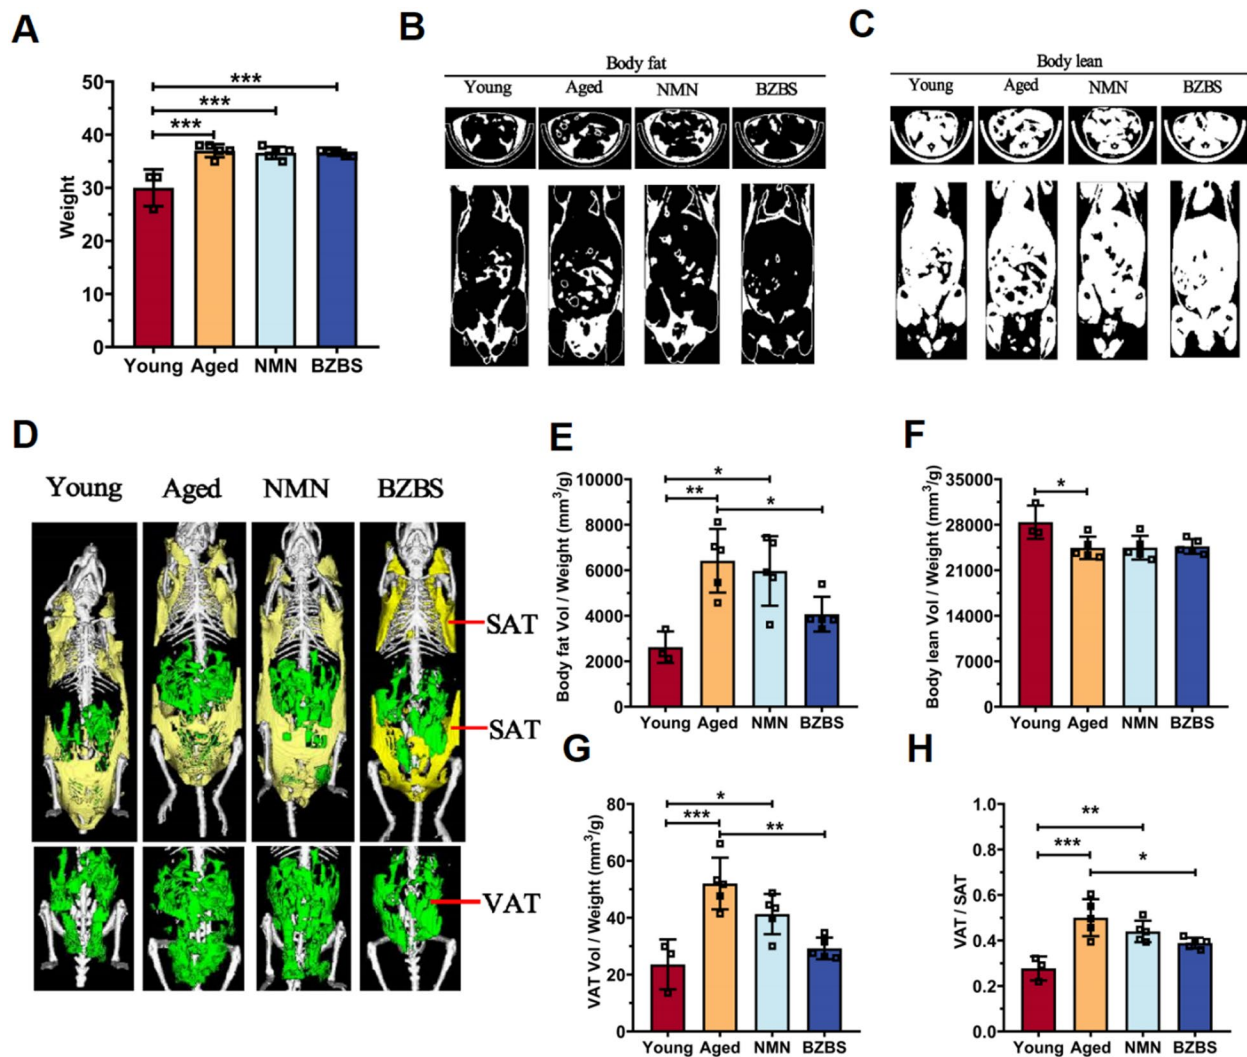 A
Weight
50
40
30
20
10
0
***
***
***
Young Aged NMN BZBS
B
Body fat
Young Aged NMN BZBS
C
Body lean
Young Aged NMN BZBS
D
Young Aged NMN BZBS
SAT
SAT
VAT
E
Body fat Vol / Weight (mm³/g)
10000
8000
6000
4000
2000
0
*
**
*
Young Aged NMN BZBS
F
Body lean Vol / Weight (mm³/g)
35000
28000
21000
14000
7000
0
*
Young Aged NMN BZBS
G
VAT Vol / Weight (mm³/g)
80
60
40
20
0
*
***
**
Young Aged NMN BZBS
H
VAT / SAT
1.0
0.8
0.6
0.4
0.2
0.0
**
***
*
Young Aged NMN BZBS